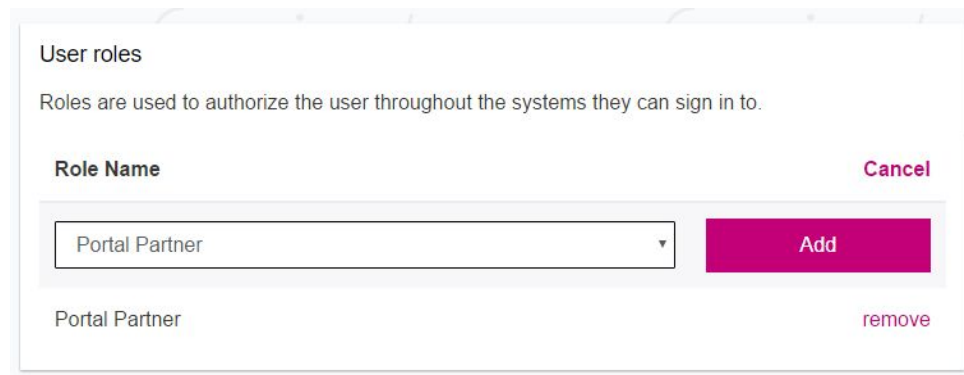 User roles
Roles are used to authorize the user throughout the systems they can sign in to.
Role Name Cancel
Portal Partner Add
Portal Partner remove